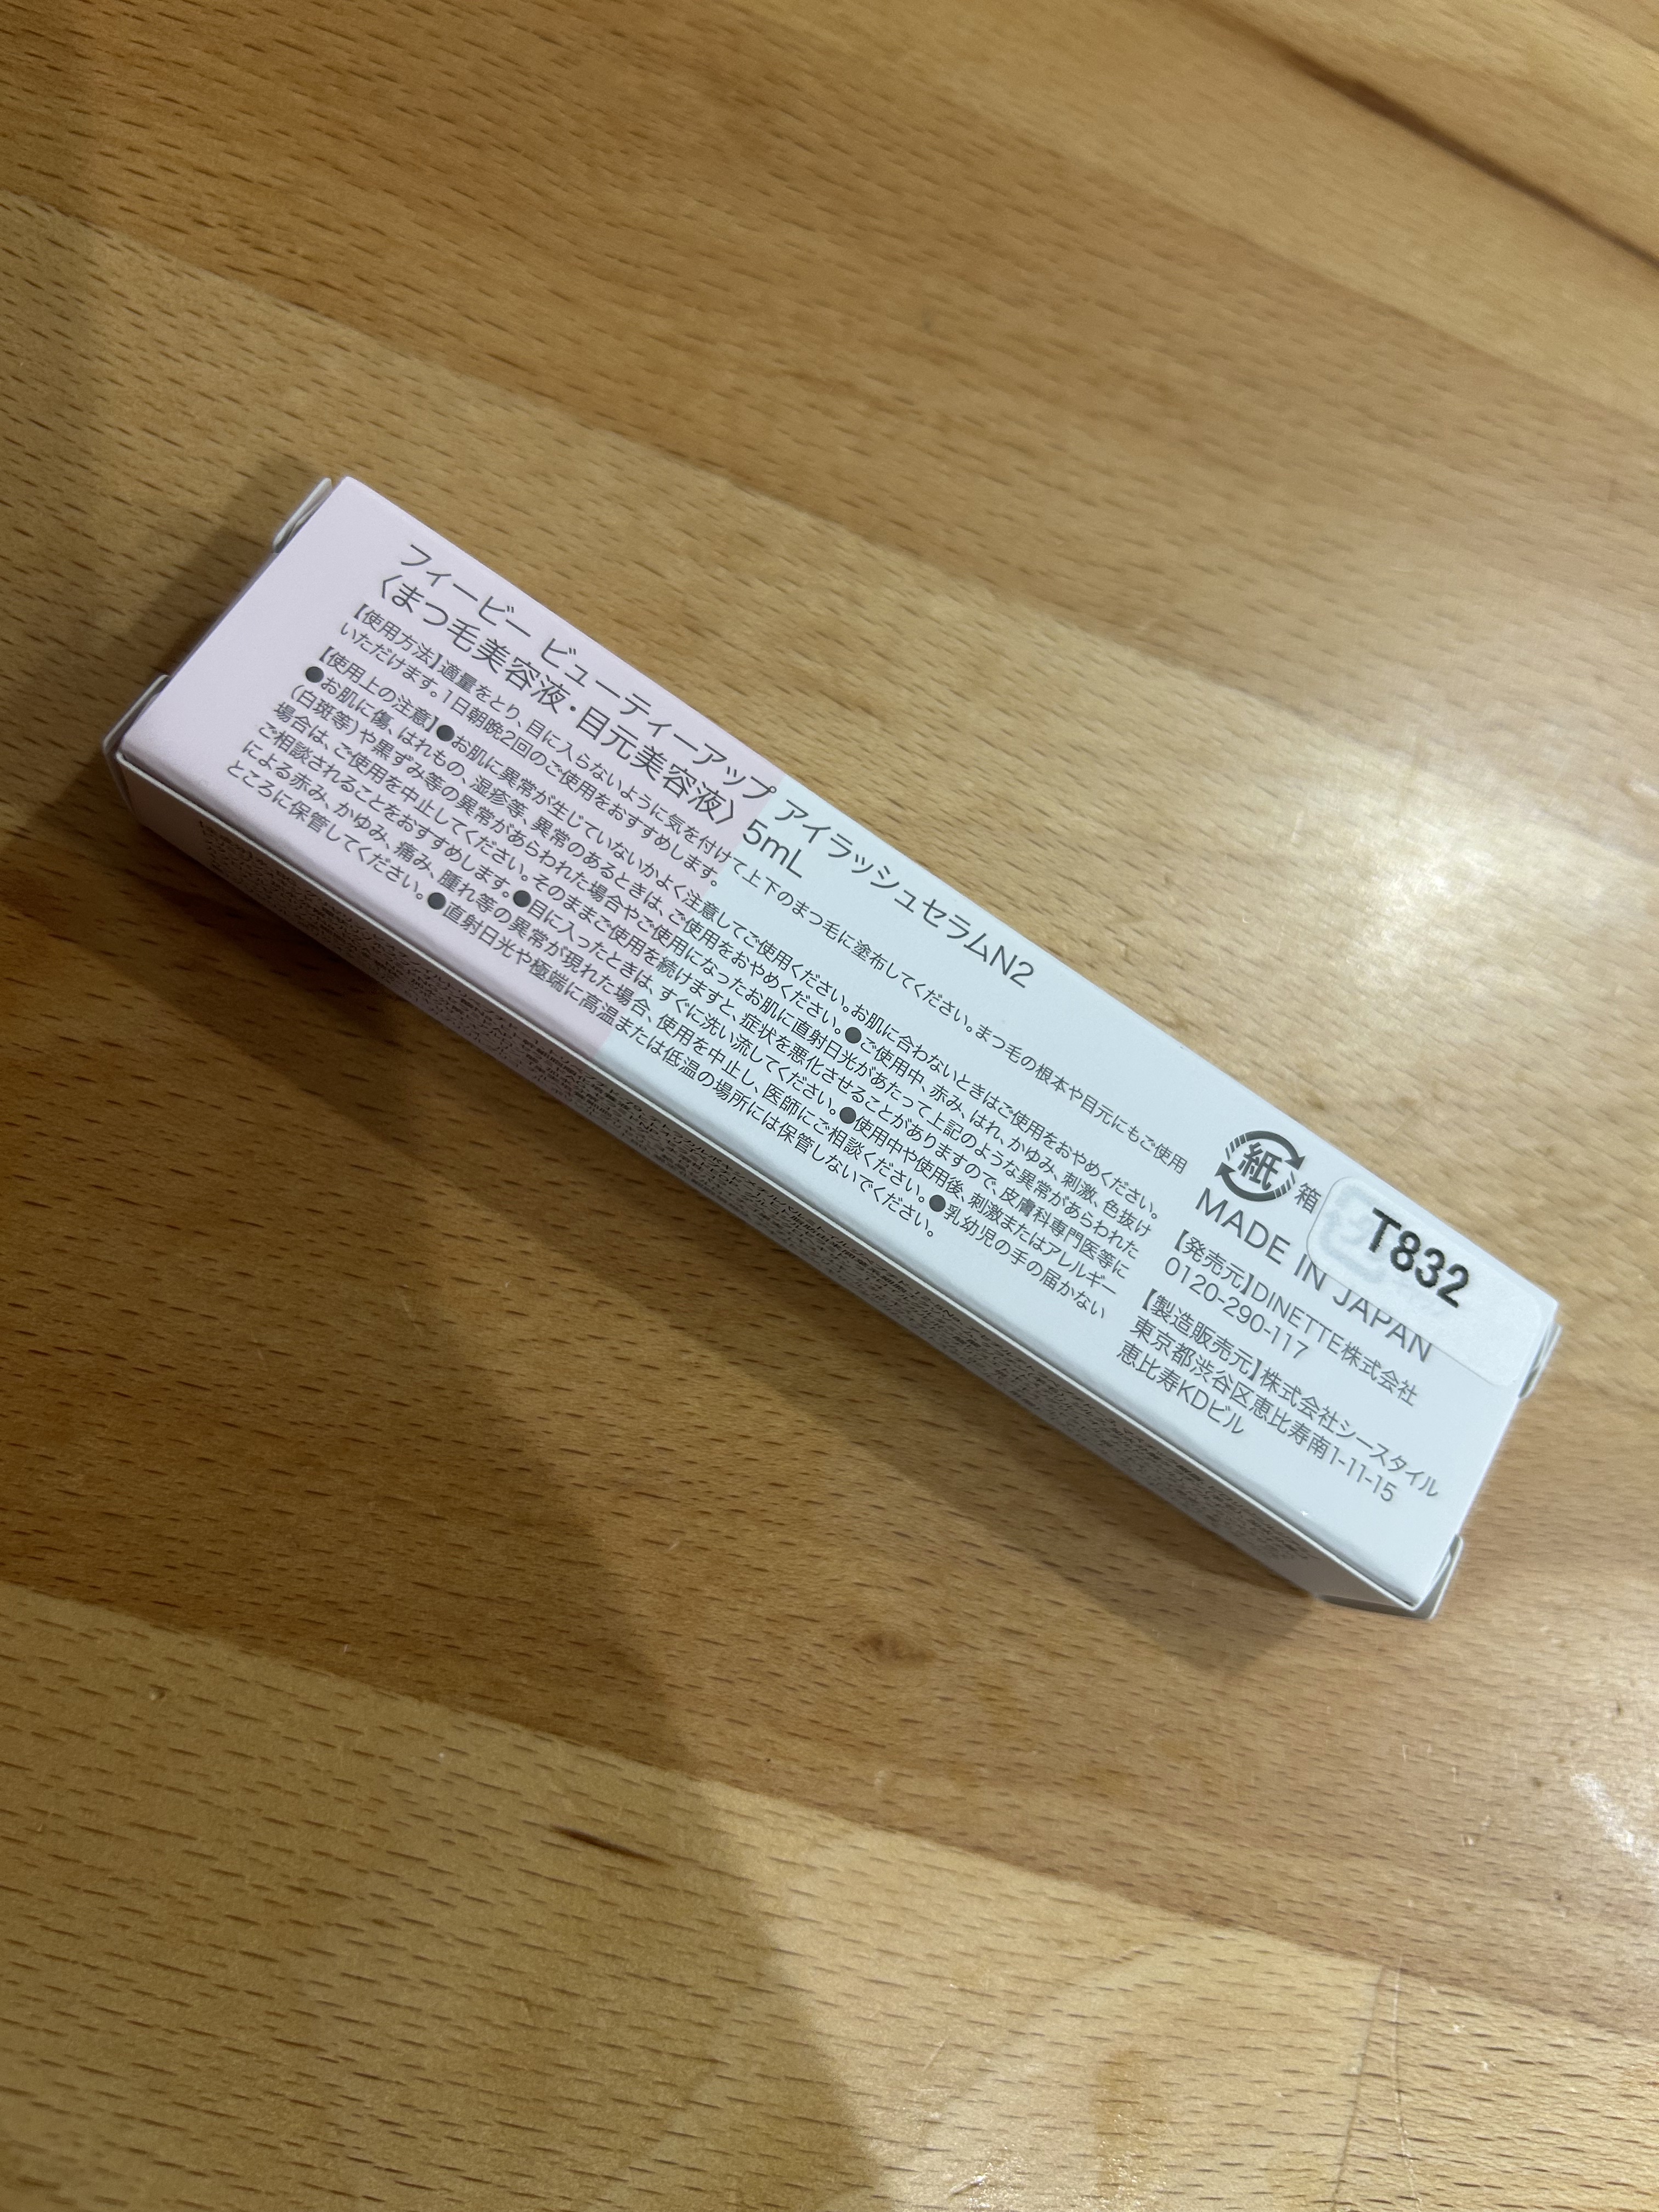 フィービー ビューティーアップ アイラッシュセラムN2
〈まつ毛美容液・目元美容液〉 5mL
【使用方法】適量をとり、目に入らないように気を付けて上下のまつ毛に塗布してください。まつ毛の根本や目元にもご使用
いただけます。1日朝晩2回のご使用をおすすめします。
【使用上の注意】●お肌に異常が生じていないかよく注意してご使用ください。お肌に合わないときはご使用をおやめください。
●お肌に傷、はれもの、湿疹等、異常のあるときは、ご使用をおやめください。●ご使用中、赤み、はれ、かゆみ、刺激、色抜け
（白斑等）や黒ずみ等の異常があらわれた場合やご使用になったお肌に直射日光があたって上記のような異常があらわれた
場合は、ご使用を中止してください。そのままご使用を続けますと、症状を悪化させることがありますので、皮膚科専門医等に
ご相談されることをおすすめします。●目に入ったときは、すぐに洗い流してください。●使用中や使用後、刺激またはアレルギー
による赤み、かゆみ、痛み、腫れ等の異常が現れた場合、使用を中止し、医師にご相談ください。●乳幼児の手の届かない
ところに保管してください。●直射日光や極端に高温または低温の場所には保管しないでください。
紙 箱
T832
MADE IN JAPAN
【発売元】DINETTE株式会社
0120-290-117
【製造販売元】株式会社シースタイル
東京都渋谷区恵比寿南1-11-15
恵比寿KDビル